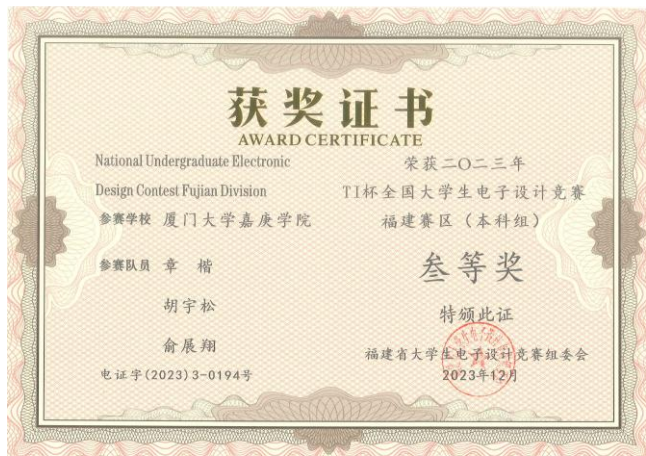 获奖证书
AWARD CERTIFICATE
National Undergraduate Electronic
Design Contest Fujian Division
参赛学校 厦门大学嘉庚学院
参赛队员 章 楷
胡宇松
俞展翔
电证字(2023)3-0194号
荣获二〇二三年
TI杯全国大学生电子设计竞赛
福建赛区（本科组）
叁等奖
特颁此证
福建省大学生电子设计竞赛组委会
2023年12月